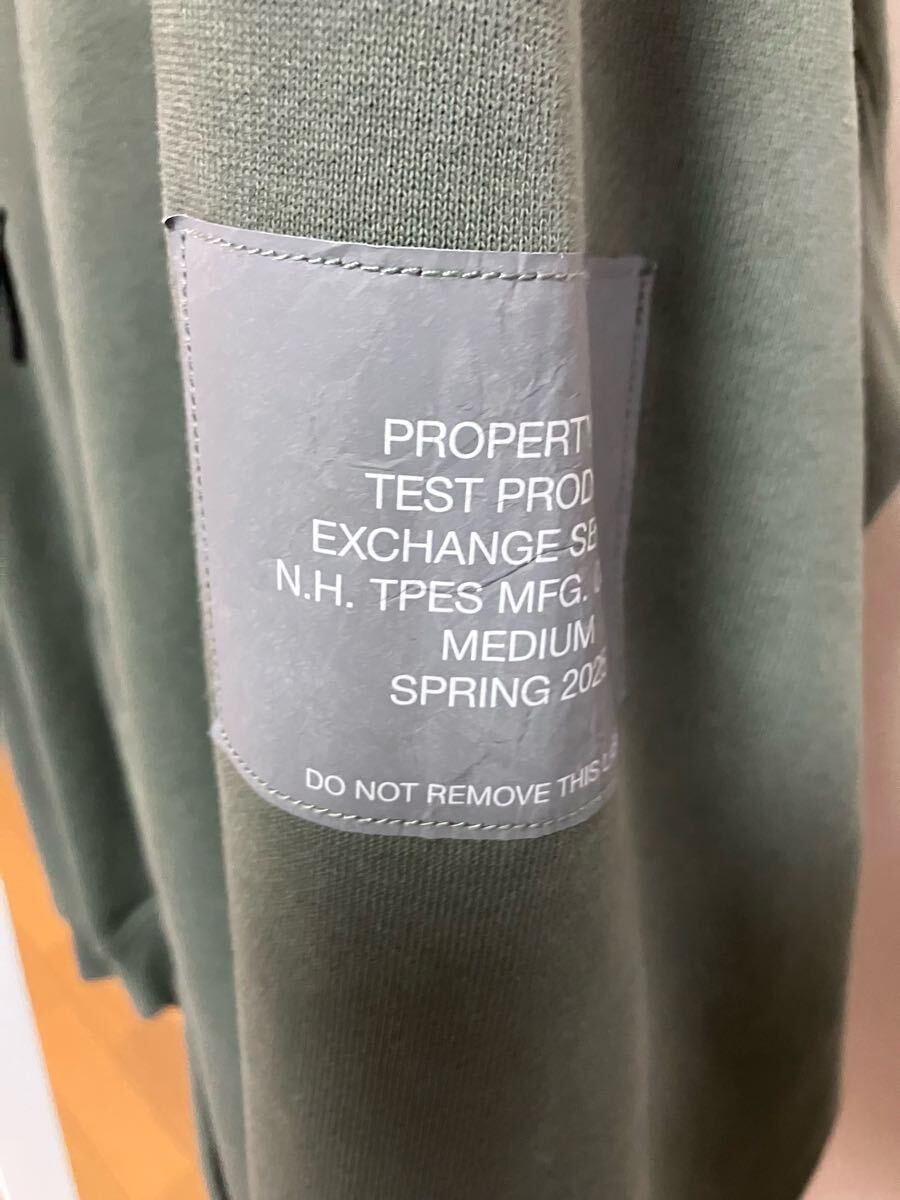 PROPERTY
TEST PROD
EXCHANGE SE
N.H. TPES MFG.
MEDIUM
SPRING 202
DO NOT REMOVE THIS